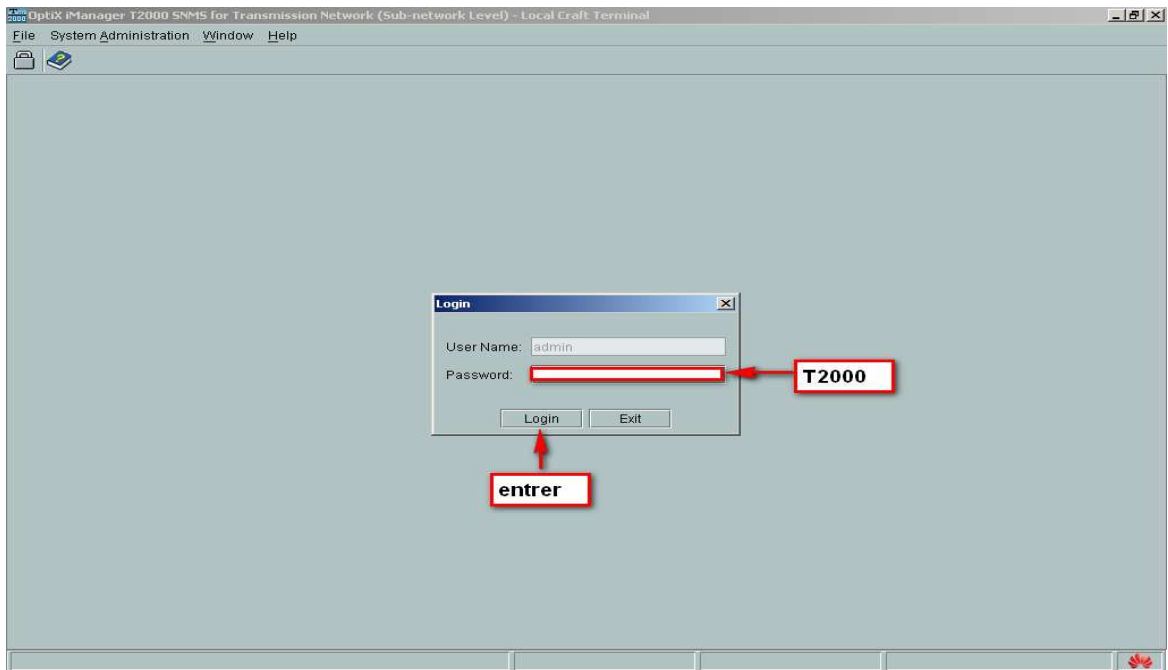 OptiX iManager T2000 SNMS for Transmission Network (Sub-network Level) - Local Craft Terminal
File System Administration Window Help
Login
User Name: admin
Password:
T2000
Login Exit
entrer